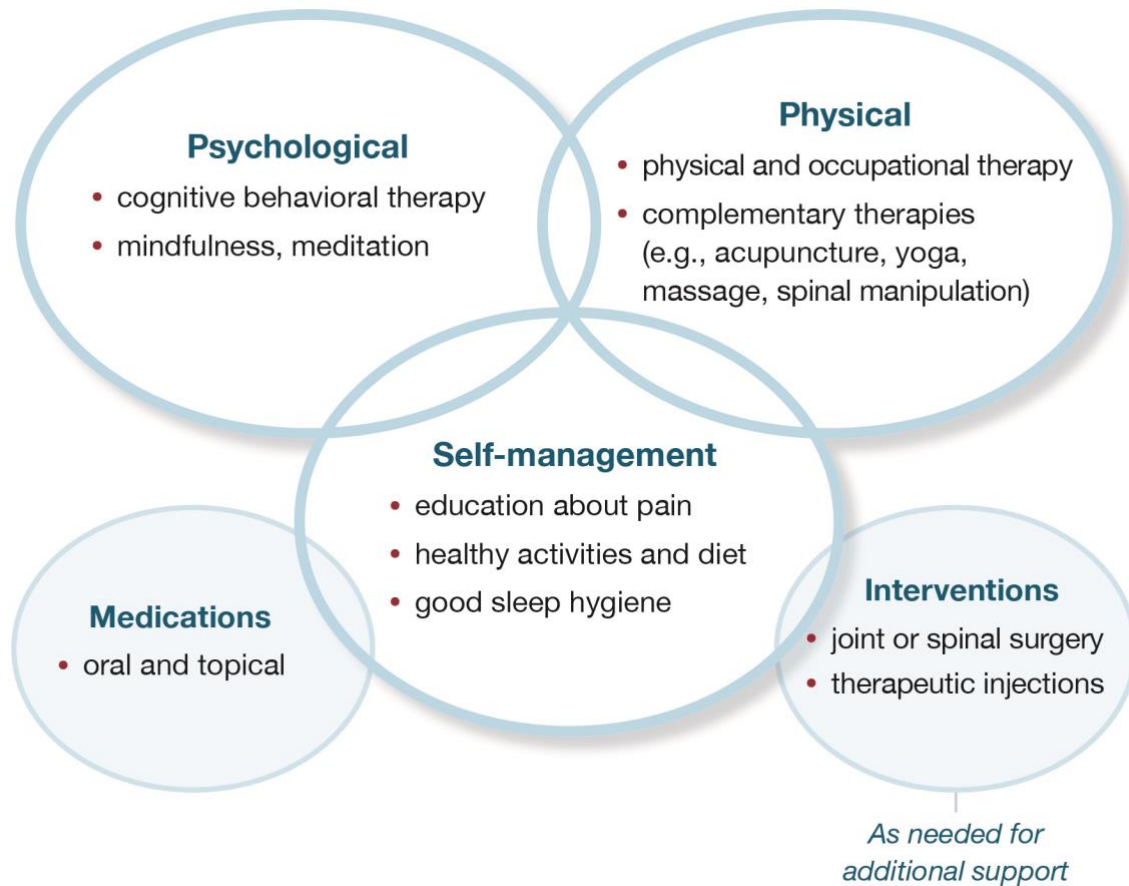 Psychological
• cognitive behavioral therapy
• mindfulness, meditation
Physical
• physical and occupational therapy
• complementary therapies
(e.g., acupuncture, yoga,
massage, spinal manipulation)
Self-management
• education about pain
• healthy activities and diet
• good sleep hygiene
Medications
• oral and topical
Interventions
• joint or spinal surgery
• therapeutic injections
As needed for
additional support